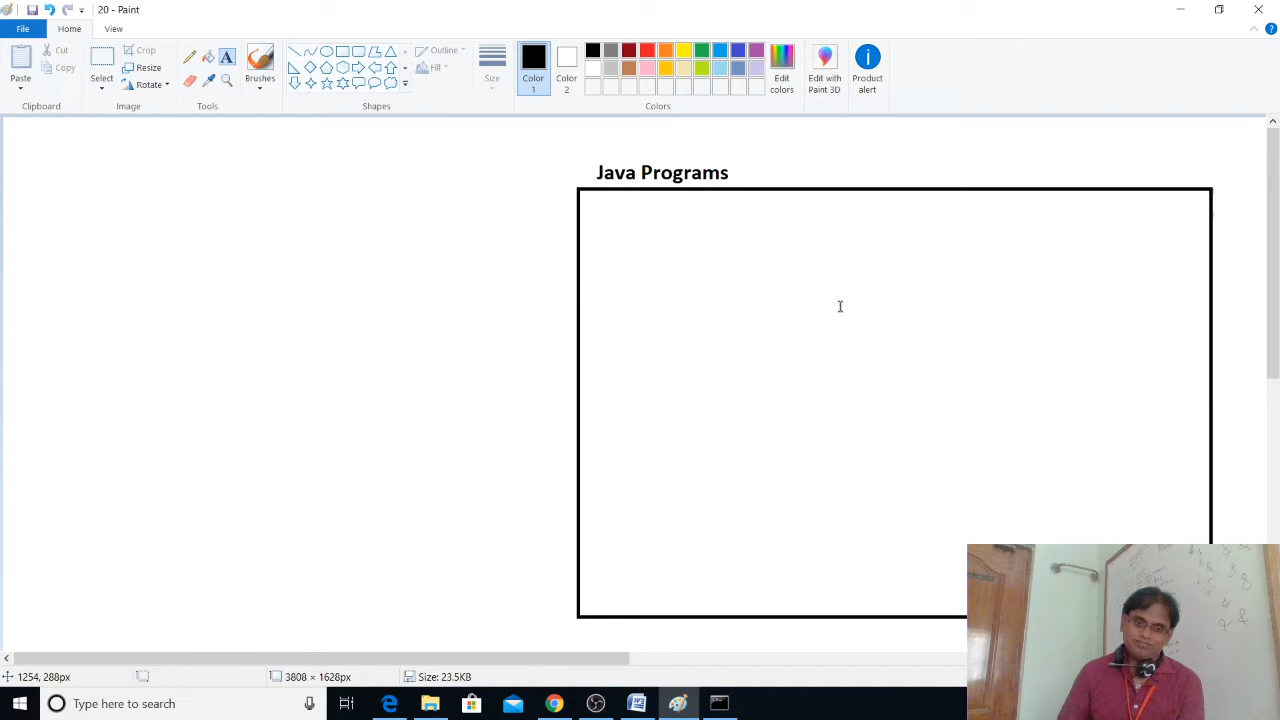 20 - Paint
File
Home
View
Paste
Cut
Copy
Clipboard
Select
Crop
Resize
Rotate
Image
Tools
Brushes
Shapes
Outline
Fill
Size
Color 1
Color 2
Colors
Edit colors
Edit with Paint 3D
Product alert
Java Programs
1254, 288px
3808 × 1628px
Size: 23.5KB
Type here to search